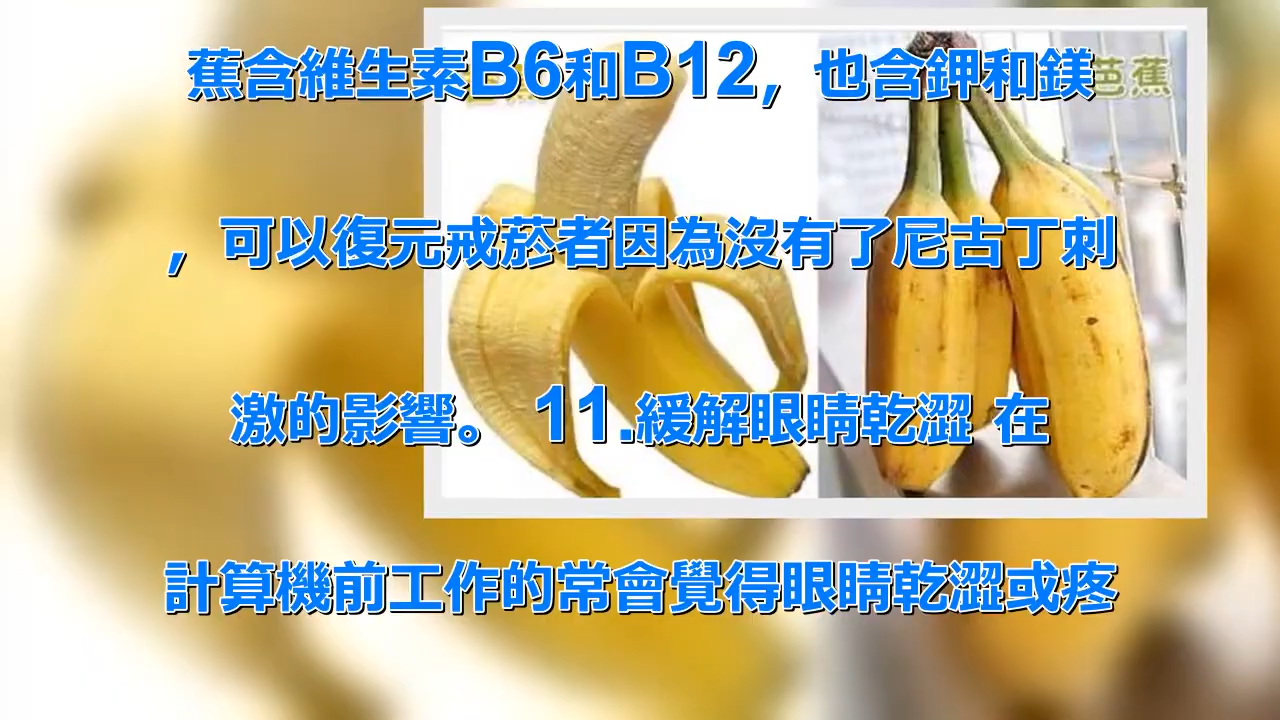 蕉含維生素B6和B12，也含鉀和鎂
芭蕉
，可以復元戒菸者因為沒有了尼古丁刺
激的影響。 11.緩解眼睛乾澀 在
計算機前工作的常會覺得眼睛乾澀或疼